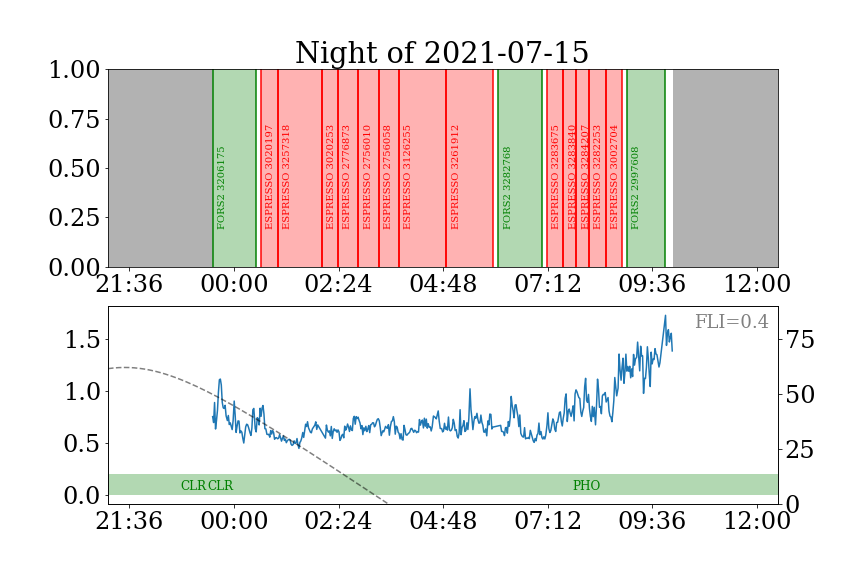 Night of 2021-07-15
1.00
0.75
0.50
0.25
0.00
FORS2 3206175
ESPRESSO 3020197
ESPRESSO 3257318
ESPRESSO 3020253
ESPRESSO 2776873
ESPRESSO 2756010
ESPRESSO 2756058
ESPRESSO 3126255
ESPRESSO 3261912
FORS2 3282768
ESPRESSO 3283675
ESPRESSO 3283840
ESPRESSO 3284207
ESPRESSO 3282253
ESPRESSO 3002704
FORS2 2997608
21:36 00:00 02:24 04:48 07:12 09:36 12:00
FLI=0.4
1.5
1.0
0.5
0.0
75
50
25
0
CLR CLR PHO
21:36 00:00 02:24 04:48 07:12 09:36 12:00